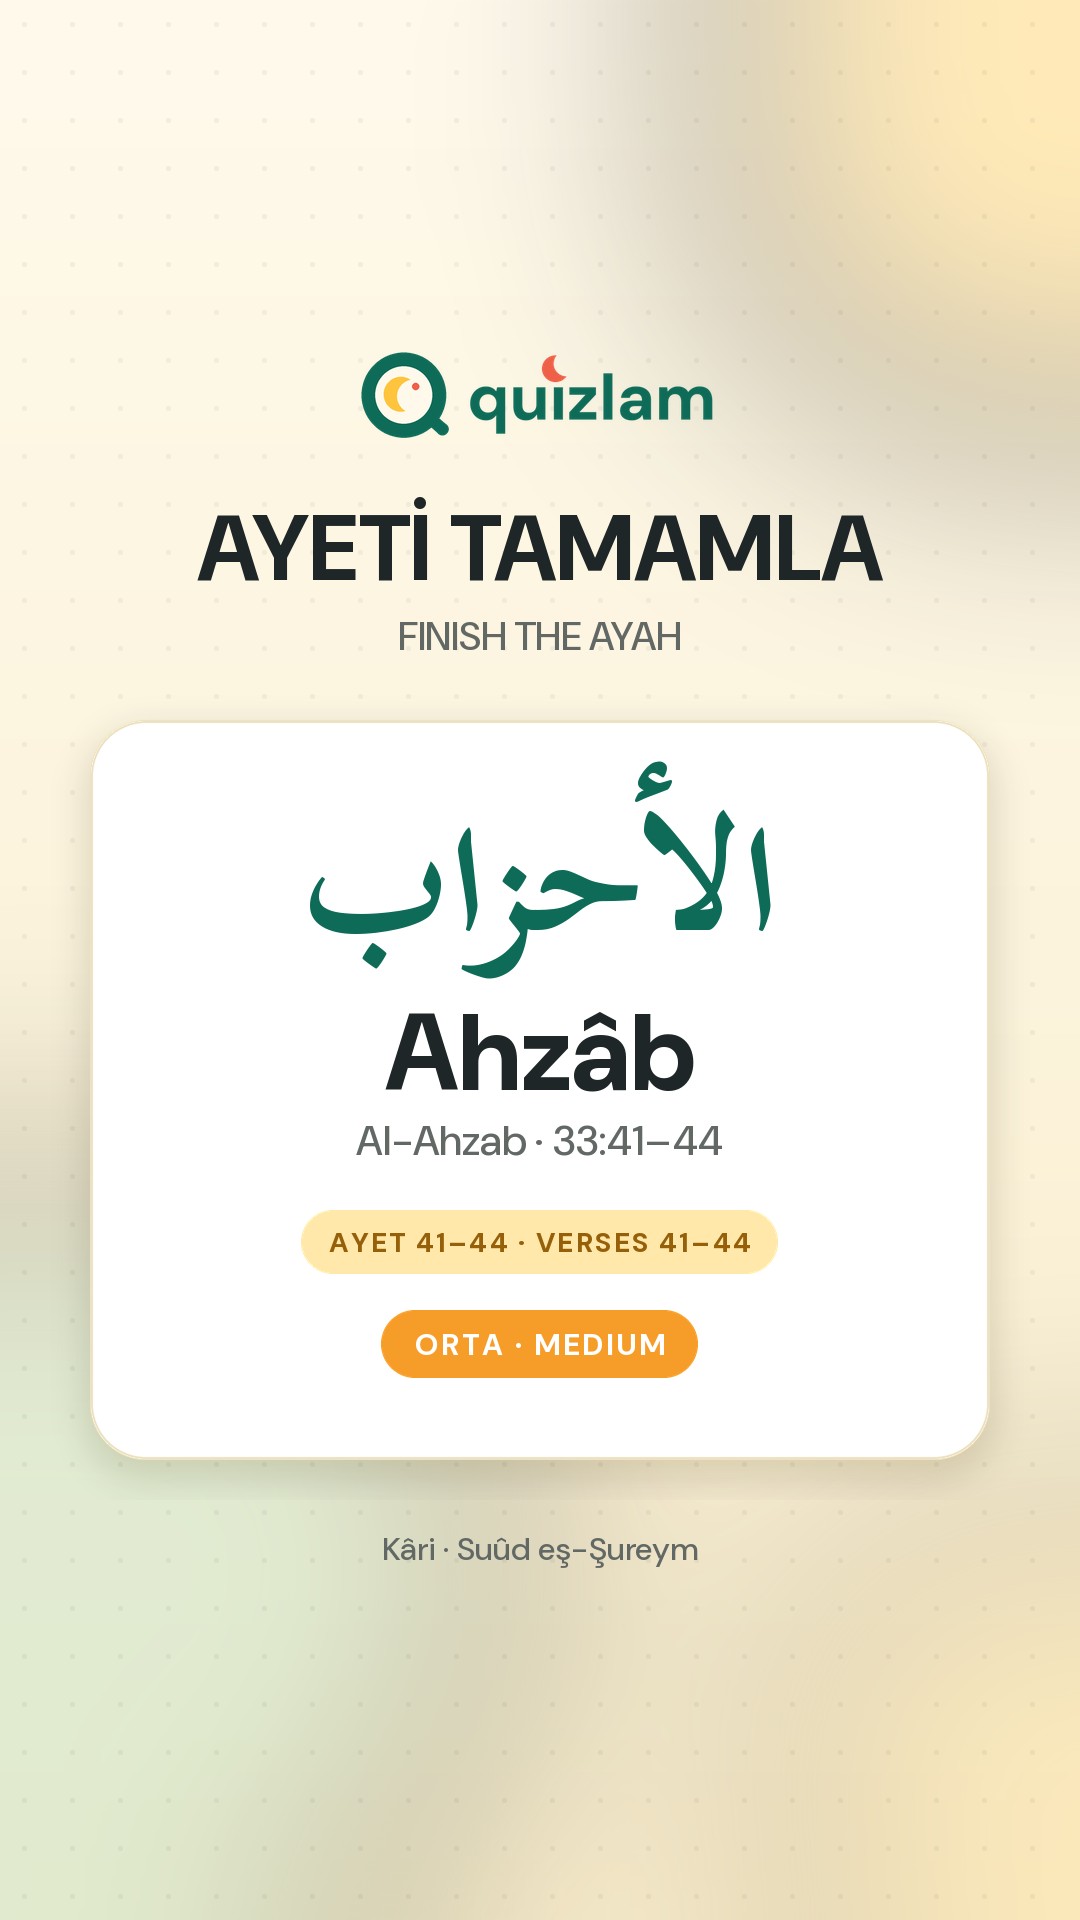 quizlam
AYETİ TAMAMLA
FINISH THE AYAH
الأحزاب
Ahzâb
Al-Ahzab · 33:41–44
AYET 41–44 · VERSES 41–44
ORTA · MEDIUM
Kâri · Suûd eş-Şureym